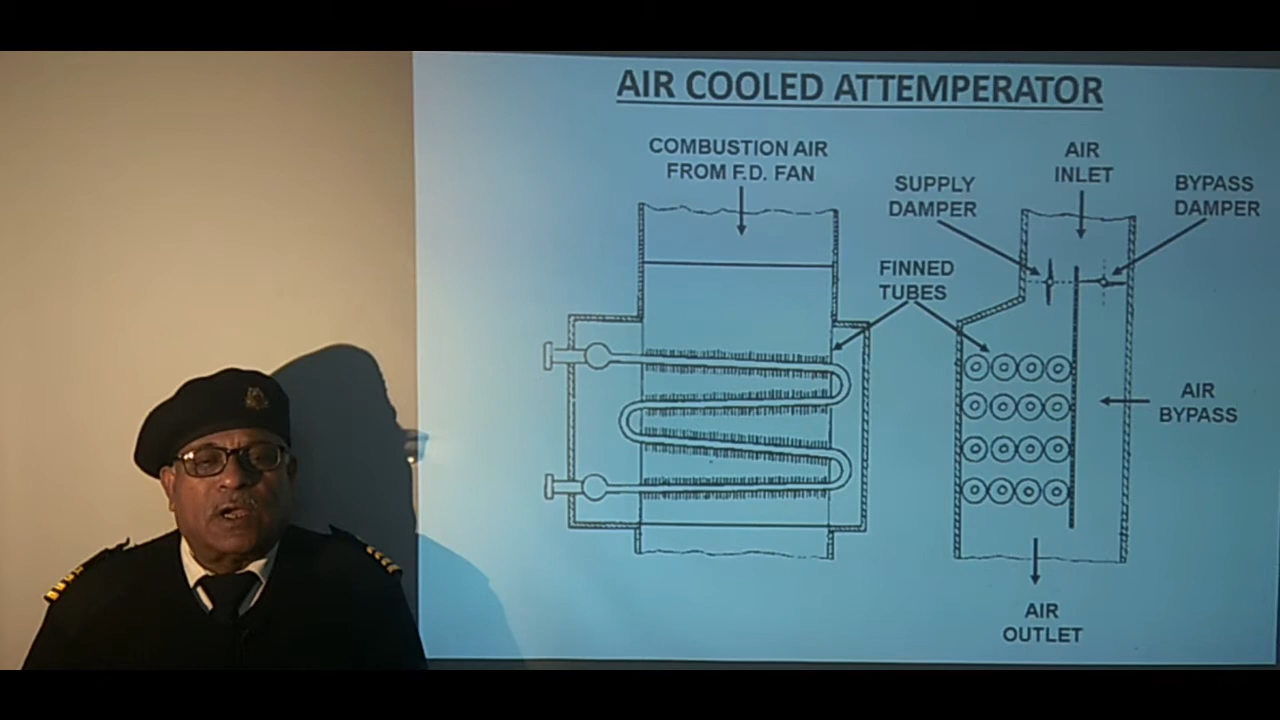 AIR COOLED ATTEMPERATOR
COMBUSTION AIR
FROM F.D. FAN
AIR
INLET
SUPPLY
DAMPER
BYPASS
DAMPER
FINNED
TUBES
AIR
BYPASS
AIR
OUTLET